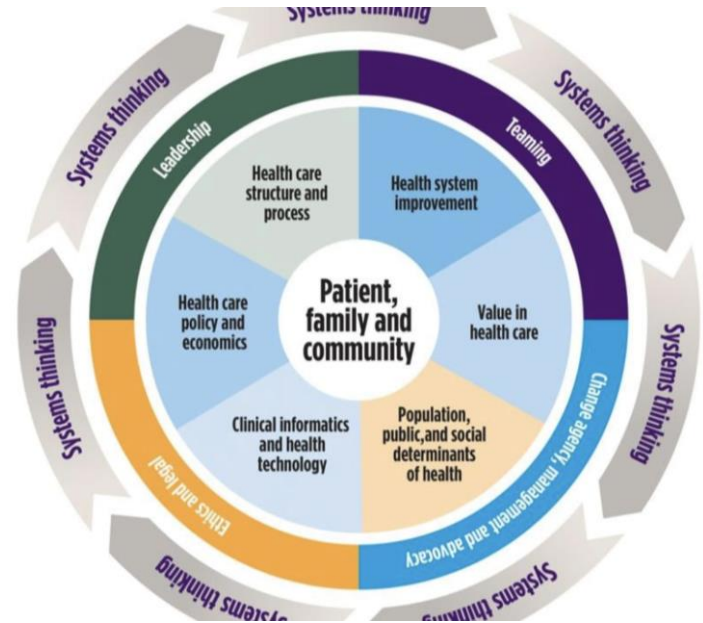 Systems thinking
Systems thinking
Systems thinking
Systems thinking
Systems thinking
Systems thinking
Systems thinking
Systems thinking
Leadership
Teaming
Change agency, management and advocacy
Ethics and legal
Health care
structure and
process
Health system
improvement
Value in
health care
Population,
public,and social
determinants
of health
Clinical informatics
and health
technology
Health care
policy and
economics
Patient,
family and
community